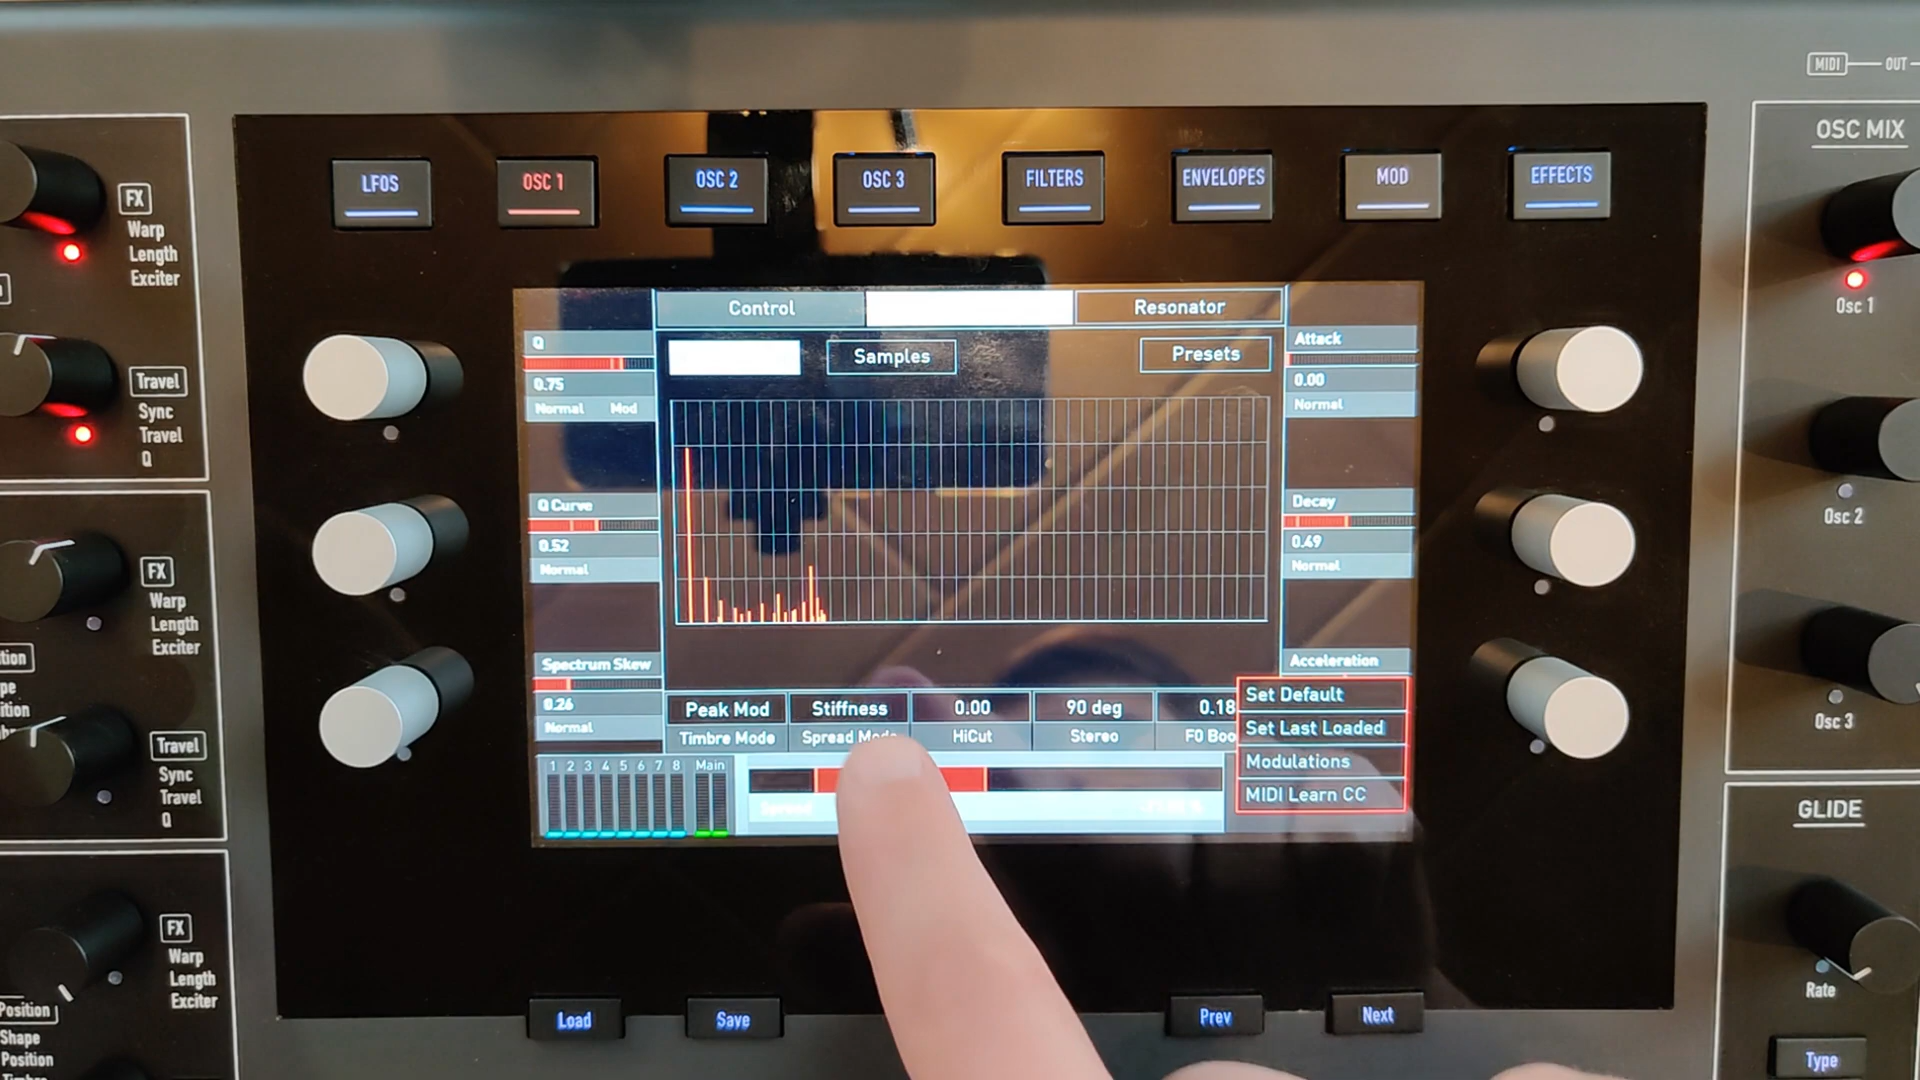 MIDI OUT
OSC MIX
LFOS
OSC 1
OSC 2
OSC 3
FILTERS
ENVELOPES
MOD
EFFECTS
FX
Warp
Length
Exciter
Travel
Sync
Travel
Q
FX
Warp
Length
Exciter
Travel
Sync
Travel
Q
FX
Warp
Length
Exciter
Position
Shape
Position
Control
Resonator
Samples
Presets
Q
0.75
Normal Mod
Q Curve
0.52
Normal
Spectrum Skew
0.26
Normal
Attack
0.00
Normal
Decay
0.49
Normal
Acceleration
Peak Mod
Stiffness
0.00
90 deg
0.18
Timbre Mode
Spread Mode
HiCut
Stereo
F0 Boo
Set Default
Set Last Loaded
Modulations
MIDI Learn CC
1 2 3 4 5 6 7 8 Main
Spread
Load
Save
Prev
Next
Osc 1
Osc 2
Osc 3
GLIDE
Rate
Type